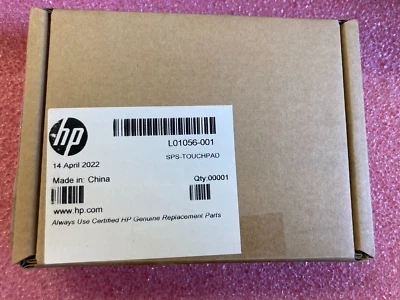 hp
L01056-001
14 April 2022
SPS-TOUCHPAD
Made in: China
Qty:00001
www.hp.com
Always Use Certified HP Genuine Replacement Parts